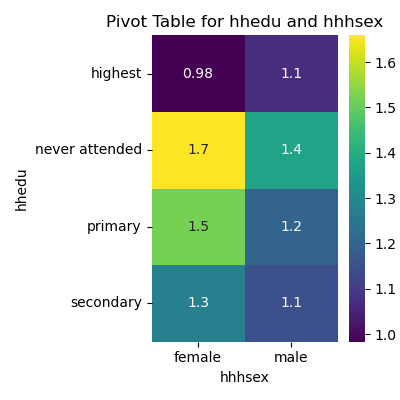 Pivot Table for hhedu and hhhsex
highest 0.98 1.1
never attended 1.7 1.4
primary 1.5 1.2
secondary 1.3 1.1
female male
hhhsex
hhedu
1.6
1.5
1.4
1.3
1.2
1.1
1.0